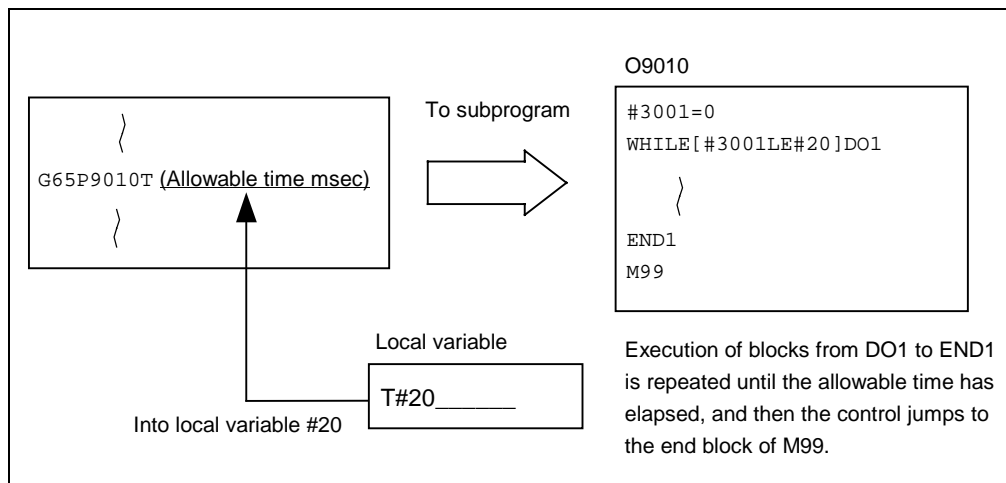 G65P9010T (Allowable time msec)
To subprogram
O9010
#3001=0
WHILE[#3001LE#20]DO1
END1
M99
Local variable
T#20______
Into local variable #20
Execution of blocks from DO1 to END1
is repeated until the allowable time has
elapsed, and then the control jumps to
the end block of M99.